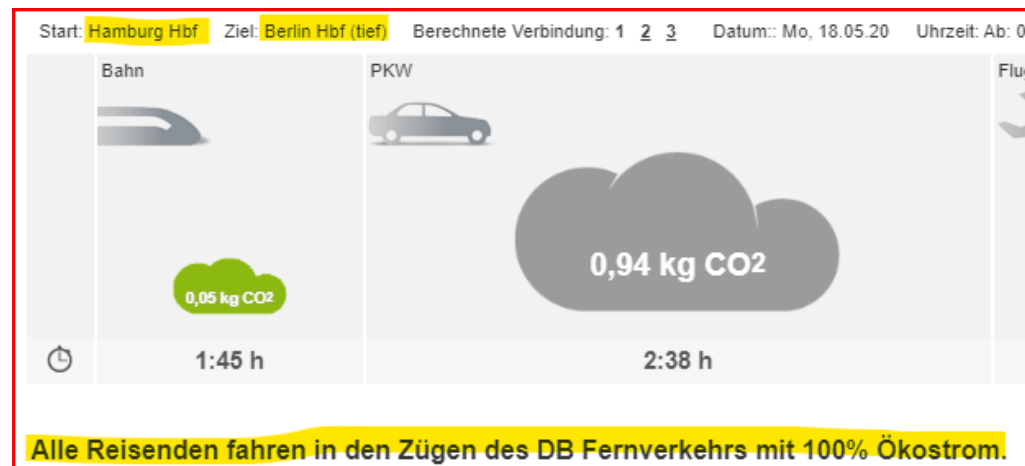 Start: Hamburg Hbf Ziel: Berlin Hbf (tief) Berechnete Verbindung: 1 2 3 Datum:: Mo, 18.05.20 Uhrzeit: Ab: 0
Bahn PKW Flug
0,94 kg CO2
0,05 kg CO2
1:45 h 2:38 h
Alle Reisenden fahren in den Zügen des DB Fernverkehrs mit 100% Ökostrom.